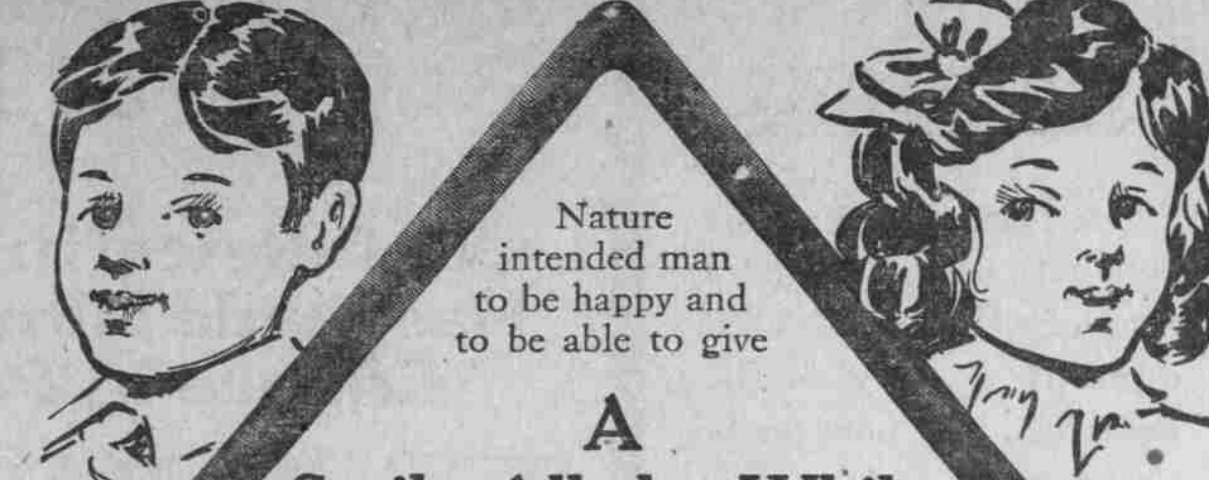 Nature
intended man
to be happy and
to be able to give
A